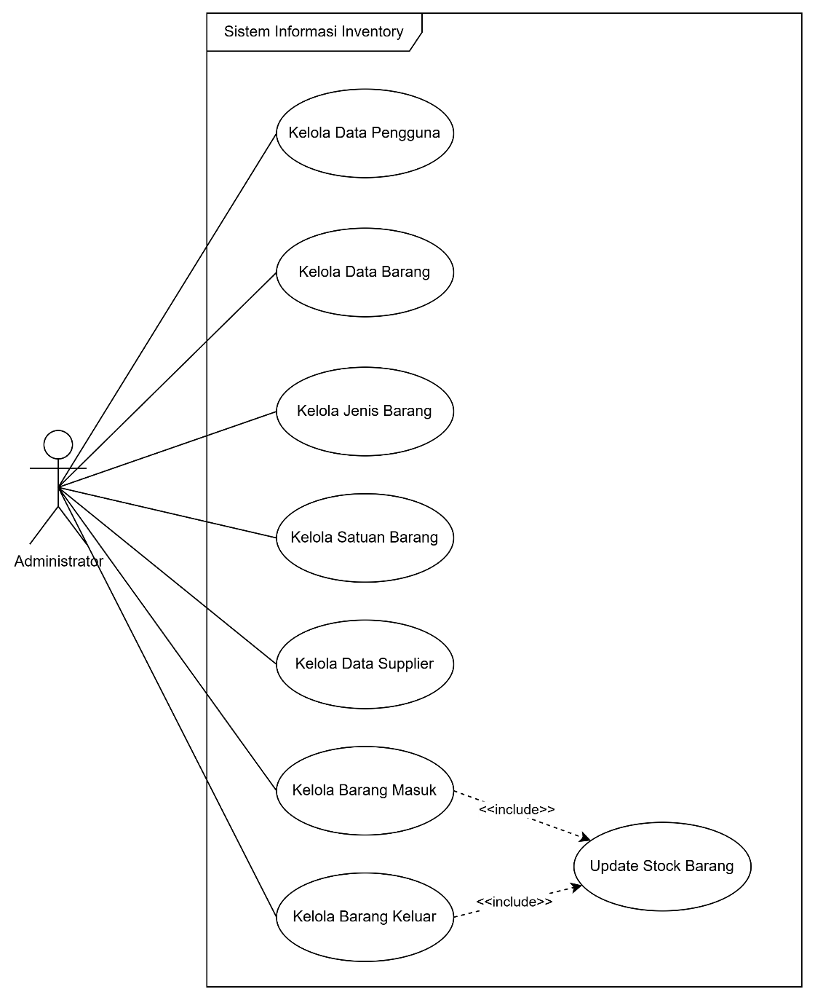 Sistem Informasi Inventory
Kelola Data Pengguna
Kelola Data Barang
Kelola Jenis Barang
Kelola Satuan Barang
Administrator
Kelola Data Supplier
Kelola Barang Masuk
<<include>>
Update Stock Barang
<<include>>
Kelola Barang Keluar